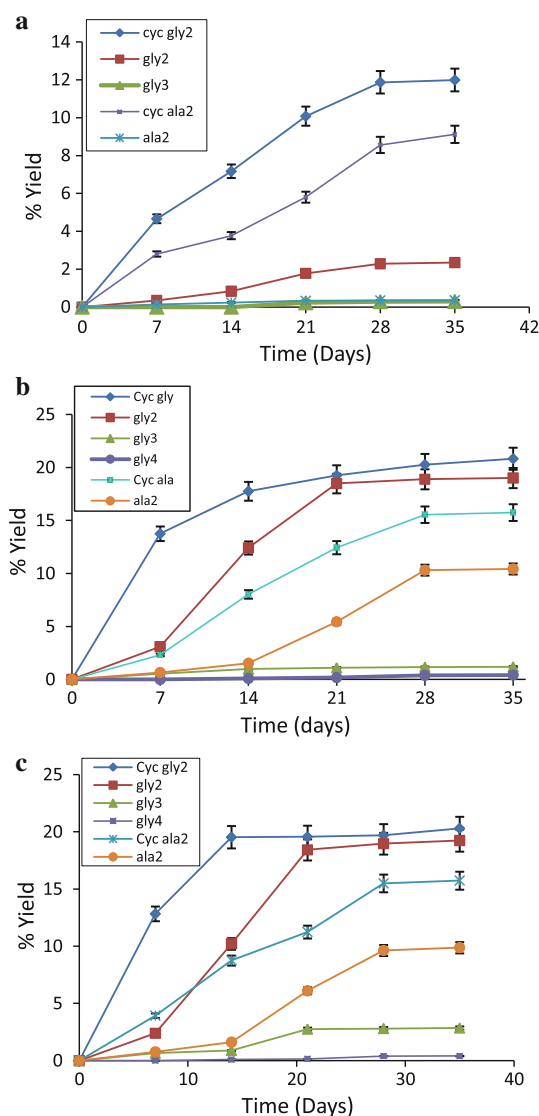 a
14
12
10
8
6
4
2
0
% Yield
cyc gly2
gly2
gly3
cyc ala2
ala2
0 7 14 21 28 35 42
Time (Days)
b
25
20
15
10
5
0
% Yield
Cyc gly
gly2
gly3
gly4
Cyc ala
ala2
0 7 14 21 28 35
Time (days)
c
25
20
15
10
5
0
% Yield
Cyc gly2
gly2
gly3
gly4
Cyc ala2
ala2
0 10 20 30 40
Time (Days)